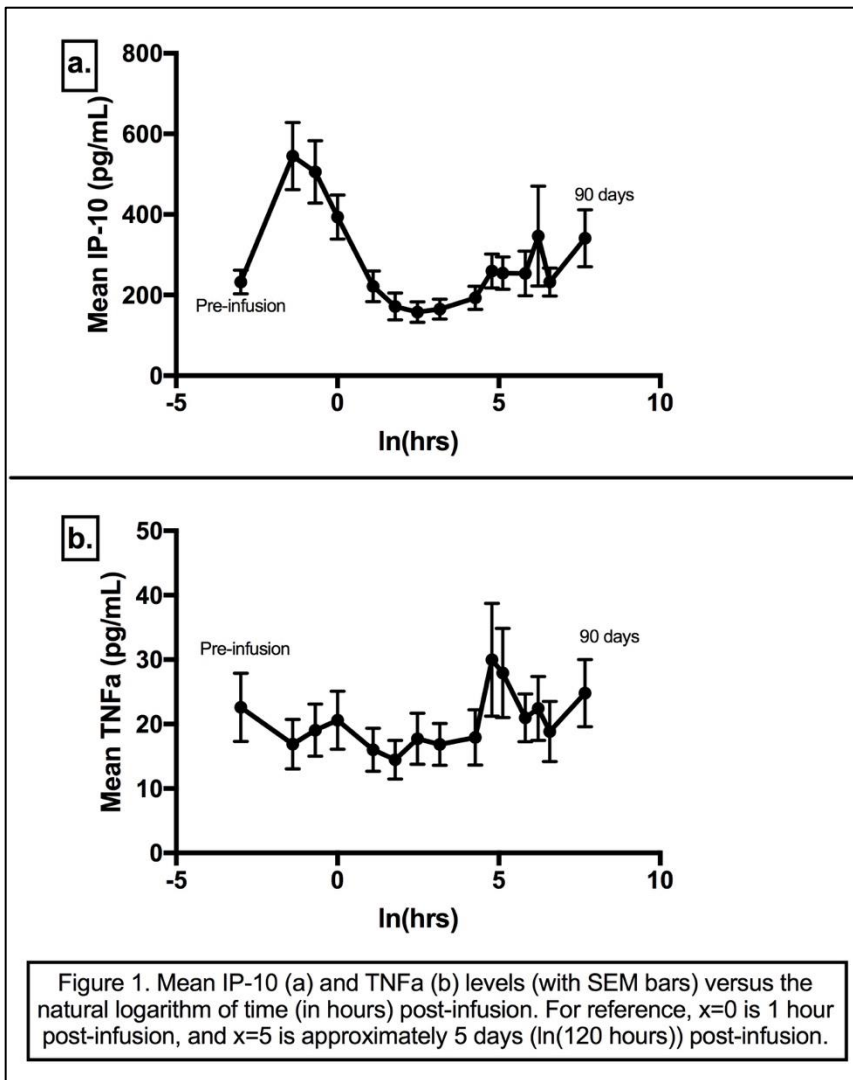 a.
800
600
400
200
0
Mean IP-10 (pg/mL)
Pre-infusion
90 days
-5
0
5
10
ln(hrs)
b.
50
40
30
20
10
0
Mean TNFa (pg/mL)
Pre-infusion
90 days
-5
0
5
10
ln(hrs)
Figure 1. Mean IP-10 (a) and TNFa (b) levels (with SEM bars) versus the
natural logarithm of time (in hours) post-infusion. For reference, x=0 is 1 hour
post-infusion, and x=5 is approximately 5 days (ln(120 hours)) post-infusion.